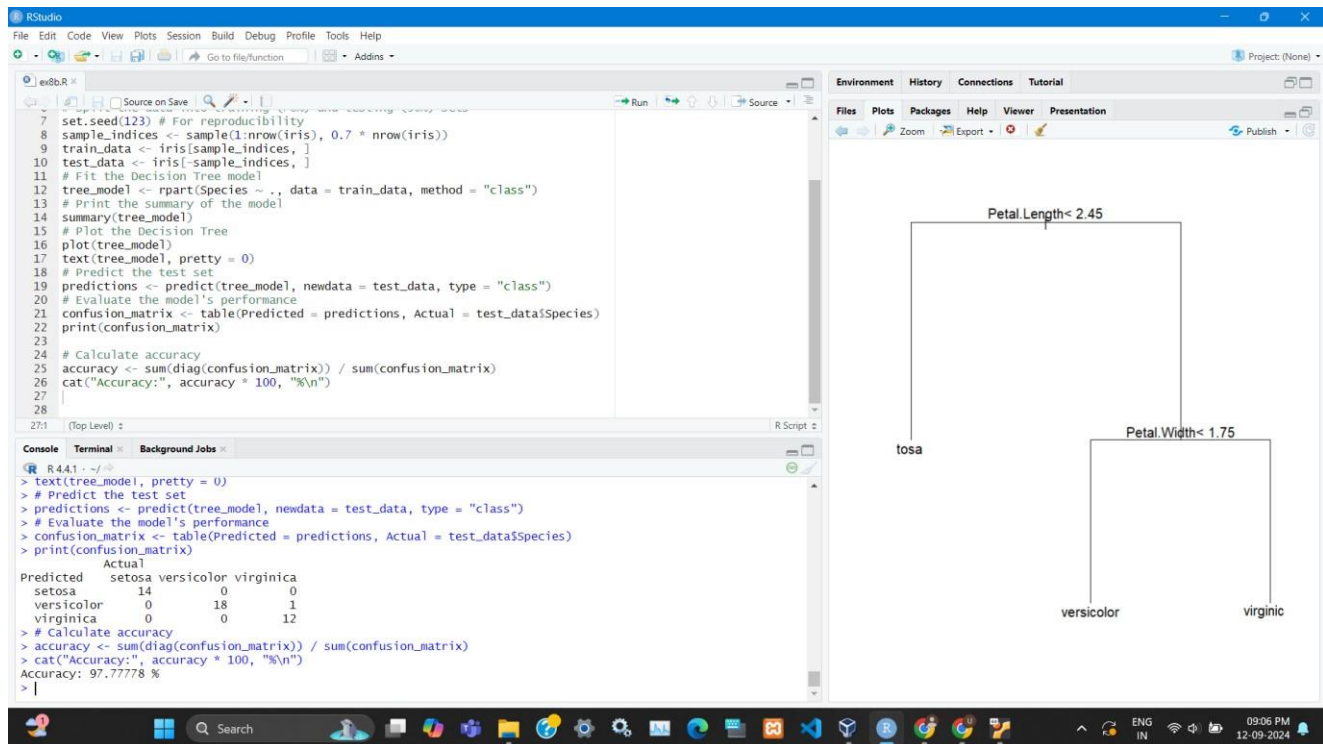 RStudio
File Edit Code View Plots Session Build Debug Profile Tools Help
Go to file/function Addins Project: (None)
ex8b.R
Source on Save Run Source
7 set.seed(123) # For reproducibility
8 sample_indices <- sample(1:nrow(iris), 0.7 * nrow(iris))
9 train_data <- iris[sample_indices, ]
10 test_data <- iris[-sample_indices, ]
11 # Fit the Decision Tree model
12 tree_model <- rpart(Species ~ ., data = train_data, method = "class")
13 # Print the summary of the model
14 summary(tree_model)
15 # Plot the Decision Tree
16 plot(tree_model)
17 text(tree_model, pretty = 0)
18 # Predict the test set
19 predictions <- predict(tree_model, newdata = test_data, type = "class")
20 # Evaluate the model's performance
21 confusion_matrix <- table(Predicted = predictions, Actual = test_data$Species)
22 print(confusion_matrix)
23
24 # Calculate accuracy
25 accuracy <- sum(diag(confusion_matrix)) / sum(confusion_matrix)
26 cat("Accuracy:", accuracy * 100, "%\n")
27
28
27:1 (Top Level) R Script
Console Terminal Background Jobs
R 4.4.1 · ~/
> text(tree_model, pretty = 0)
> # Predict the test set
> predictions <- predict(tree_model, newdata = test_data, type = "class")
> # Evaluate the model's performance
> confusion_matrix <- table(Predicted = predictions, Actual = test_data$Species)
> print(confusion_matrix)
Actual
Predicted setosa versicolor virginica
setosa 14 0 0
versicolor 0 18 1
virginica 0 0 12
> # Calculate accuracy
> accuracy <- sum(diag(confusion_matrix)) / sum(confusion_matrix)
> cat("Accuracy:", accuracy * 100, "%\n")
Accuracy: 97.77778 %
>
Environment History Connections Tutorial
Files Plots Packages Help Viewer Presentation
Zoom Export Publish
Petal.Length< 2.45
tosa
Petal.Width< 1.75
versicolor
virginic
Search
ENG
IN
09:06 PM
12-09-2024